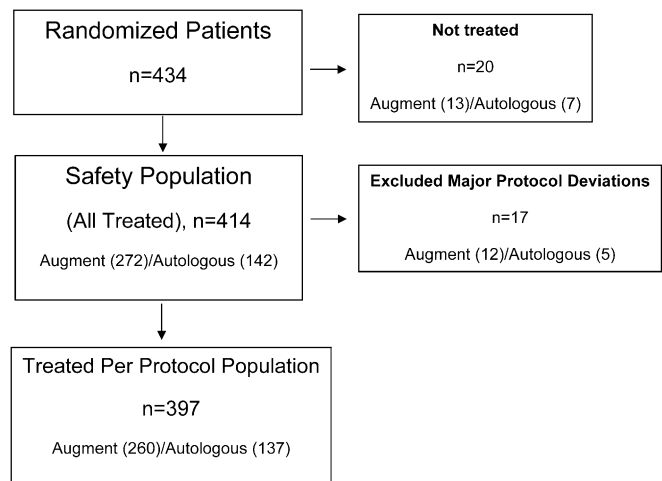 Randomized Patients
n=434
Not treated
n=20
Augment (13)/Autologous (7)
Safety Population
(All Treated), n=414
Augment (272)/Autologous (142)
Excluded Major Protocol Deviations
n=17
Augment (12)/Autologous (5)
Treated Per Protocol Population
n=397
Augment (260)/Autologous (137)